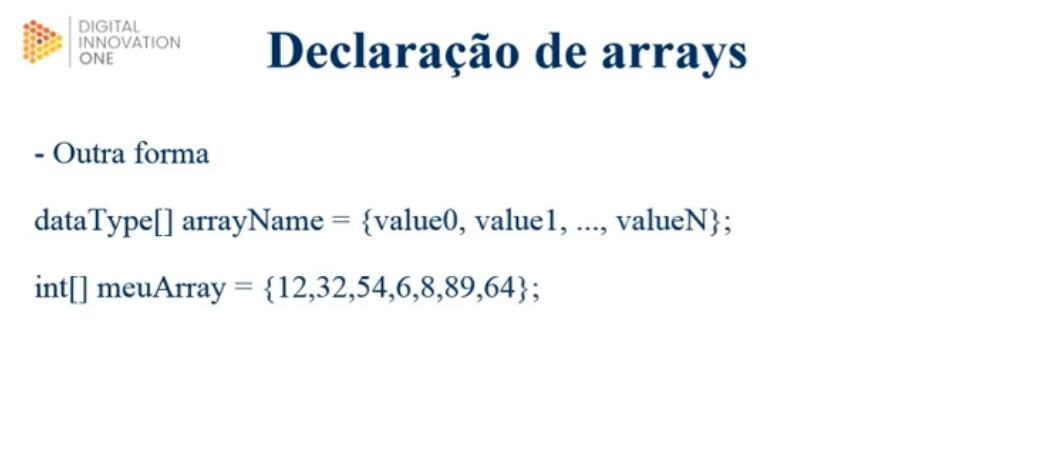 DIGITAL
INNOVATION
ONE
Declaração de arrays
- Outra forma
dataType[] arrayName = {value0, value1, ..., valueN};
int[] meuArray = {12,32,54,6,8,89,64};